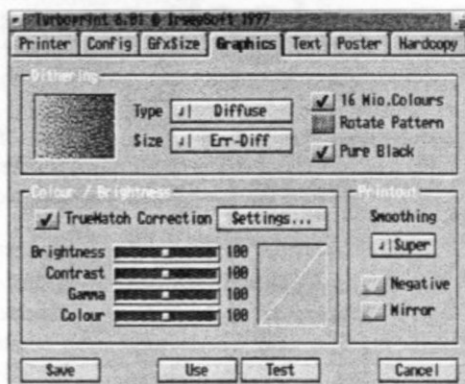 Turboprint 6.01 © IrseeSoft 1997
Printer Config GfxSize Graphics Text Poster Hardcopy
Dithering
Type Diffuse
Size Err-Diff
16 Mio.Colours
Rotate Pattern
Pure Black
Colour / Brightness
TrueMatch Correction Settings...
Brightness 100
Contrast 100
Gamma 100
Colour 100
Printout
Smoothing
Super
Negative
Mirror
Save Use Test Cancel